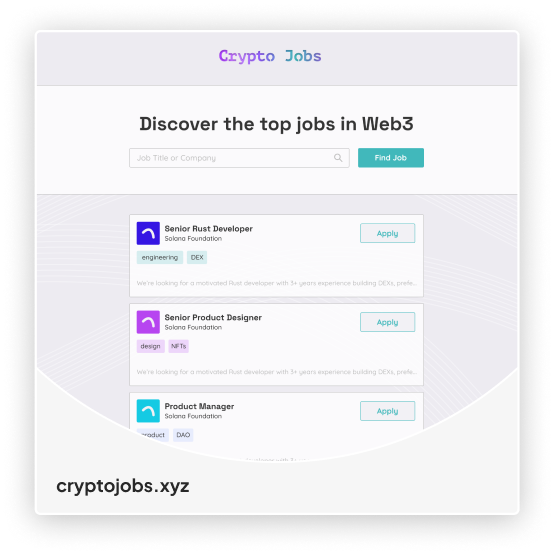 Crypto Jobs
Discover the top jobs in Web3
Job Title or Company
Find Job
Senior Rust Developer
Solana Foundation
Apply
engineering
DEX
We're looking for a motivated Rust developer with 3+ years experience building DEXs, prefe...
Senior Product Designer
Solana Foundation
Apply
design
NFTs
We're looking for a motivated Rust developer with 3+ years experience building DEXs, prefe...
Product Manager
Solana Foundation
Apply
product
DAO
cryptojobs.xyz